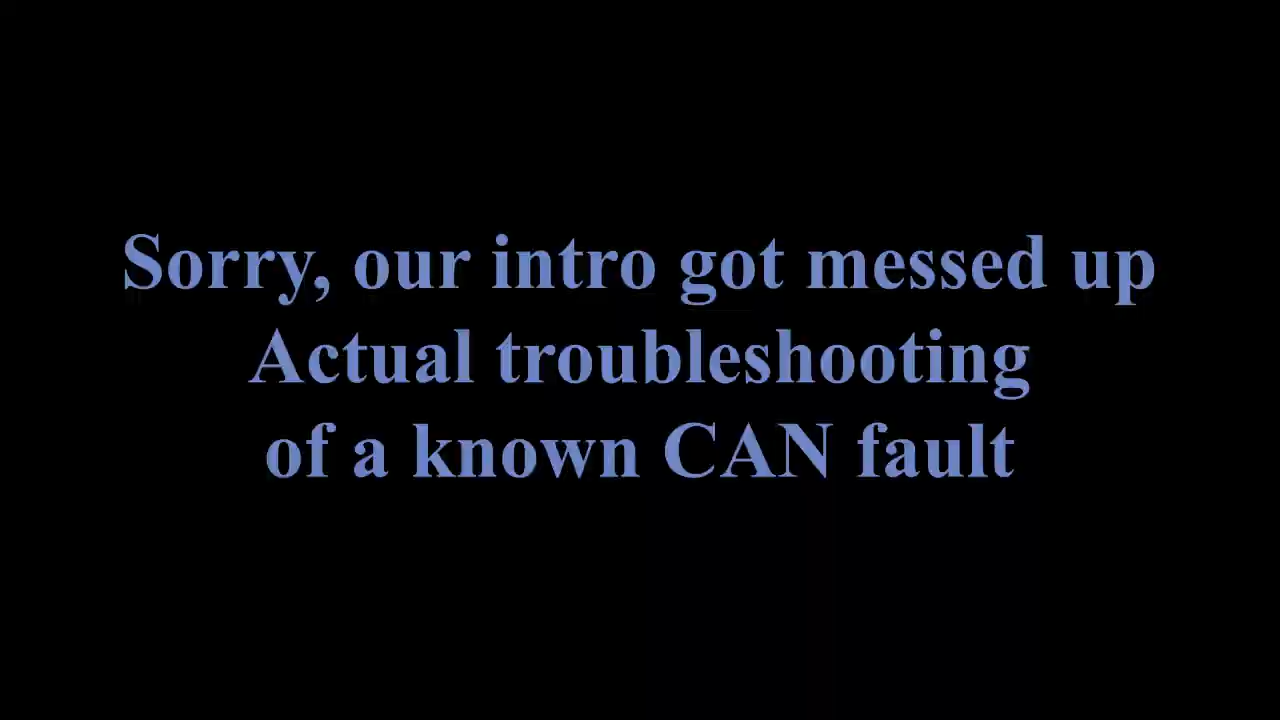 Sorry, our intro got messed up
Actual troubleshooting
of a known CAN fault